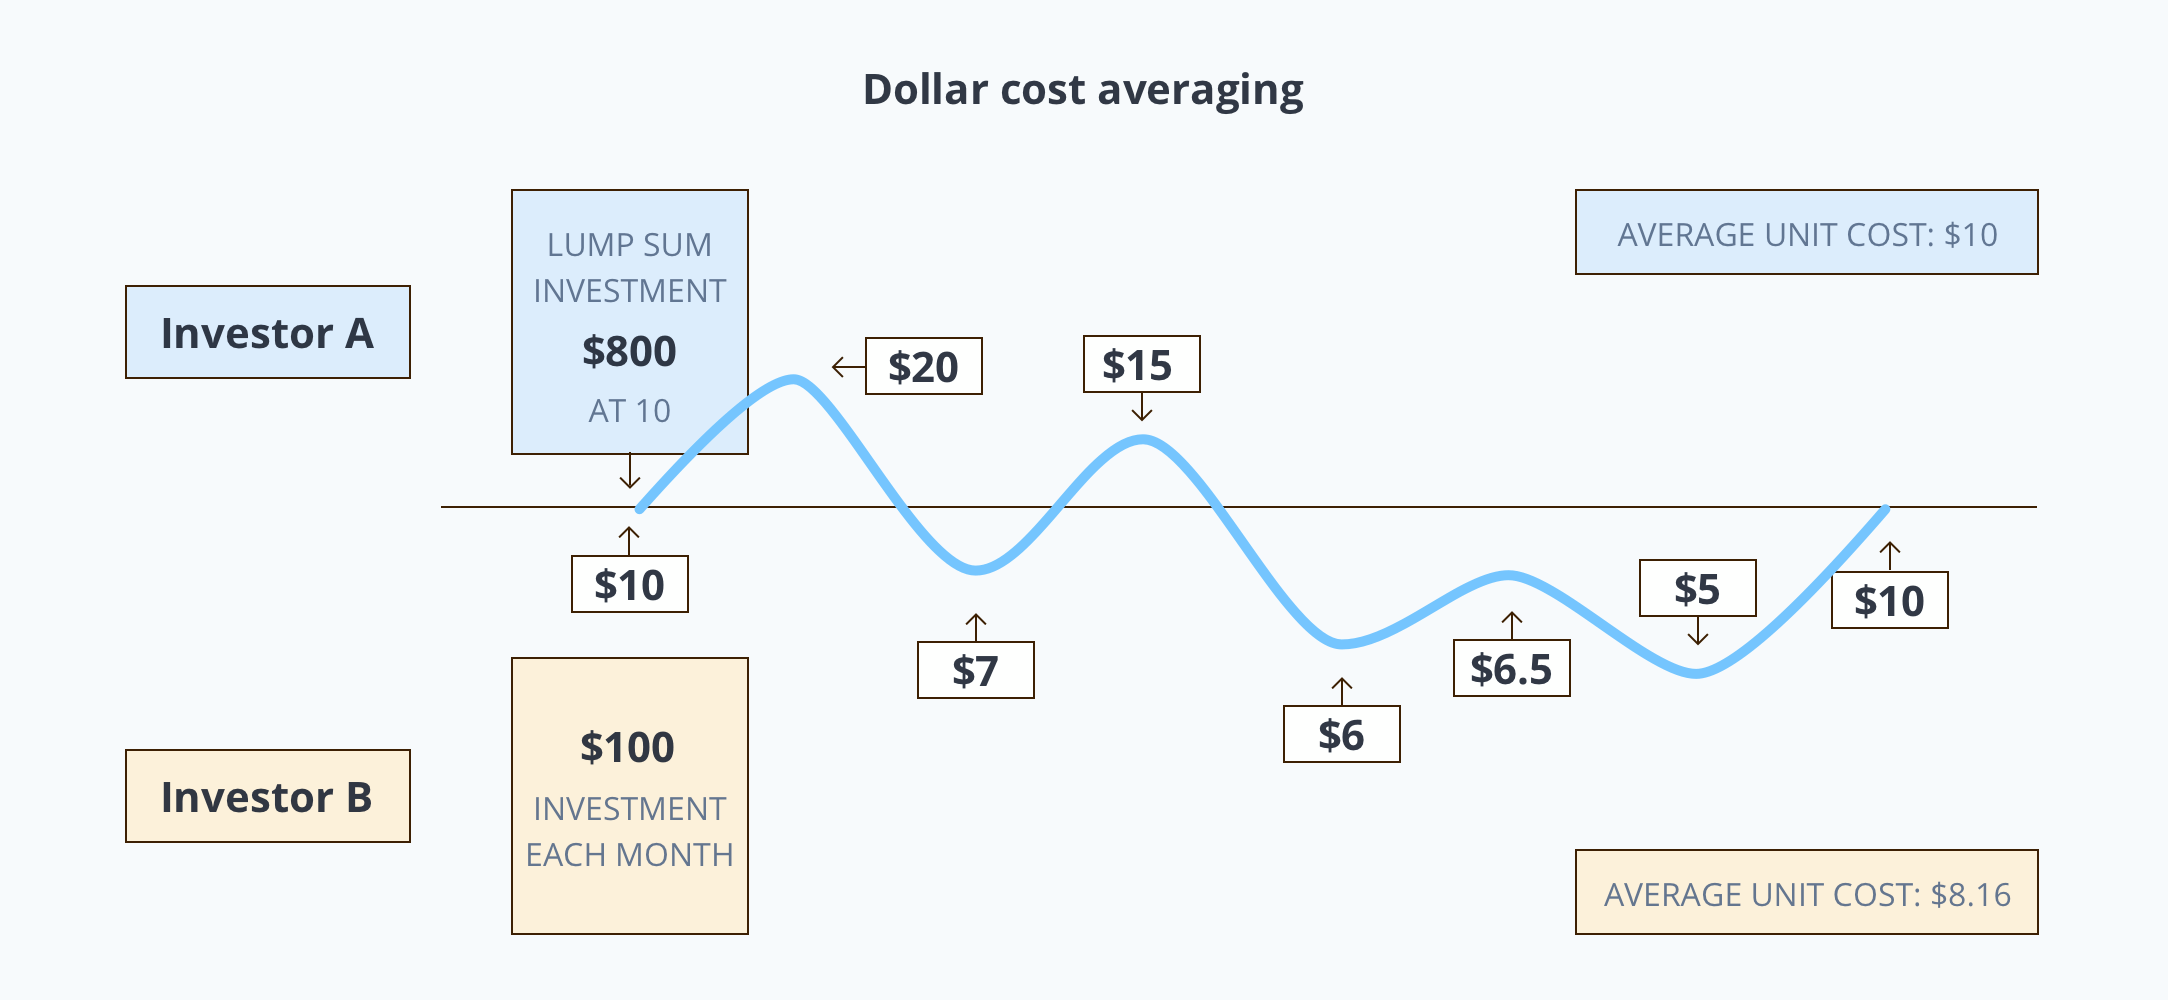 Dollar cost averaging
Investor A
LUMP SUM
INVESTMENT
$800
AT 10
AVERAGE UNIT COST: $10
$20
$15
$10
$7
$6
$6.5
$5
$10
Investor B
$100
INVESTMENT
EACH MONTH
AVERAGE UNIT COST: $8.16